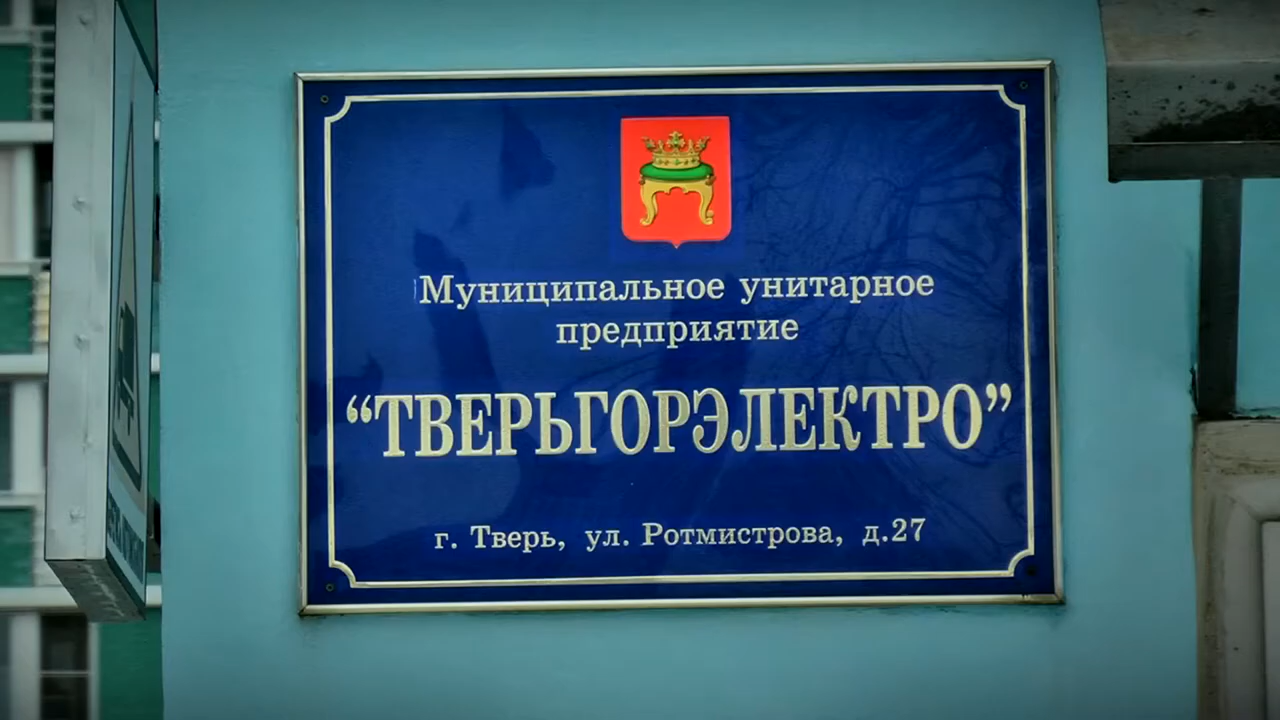 Муниципальное унитарное
предприятие
“ТВЕРЬГОРЭЛЕКТРО”
г. Тверь, ул. Ротмистрова, д.27